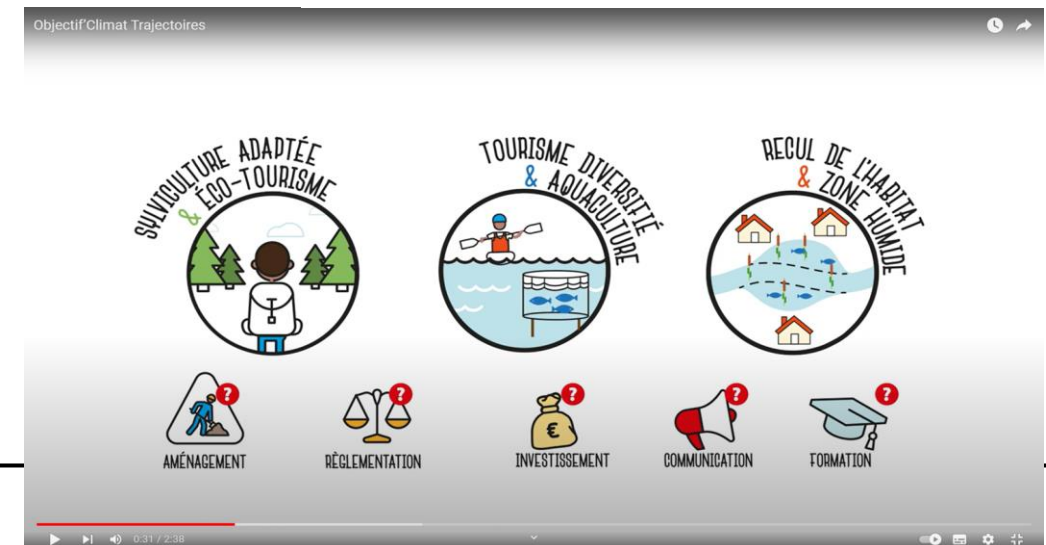 Objectif'Climat Trajectoires
SYLVICULTURE ADAPTÉE
& ÉCO-TOURISME
TOURISME DIVERSIFIÉ
& AQUACULTURE
RECUL DE L'HABITAT
& ZONE HUMIDE
?
?
?
?
?
€
AMÉNAGEMENT
RÈGLEMENTATION
INVESTISSEMENT
COMMUNICATION
FORMATION
0:31 / 2:38